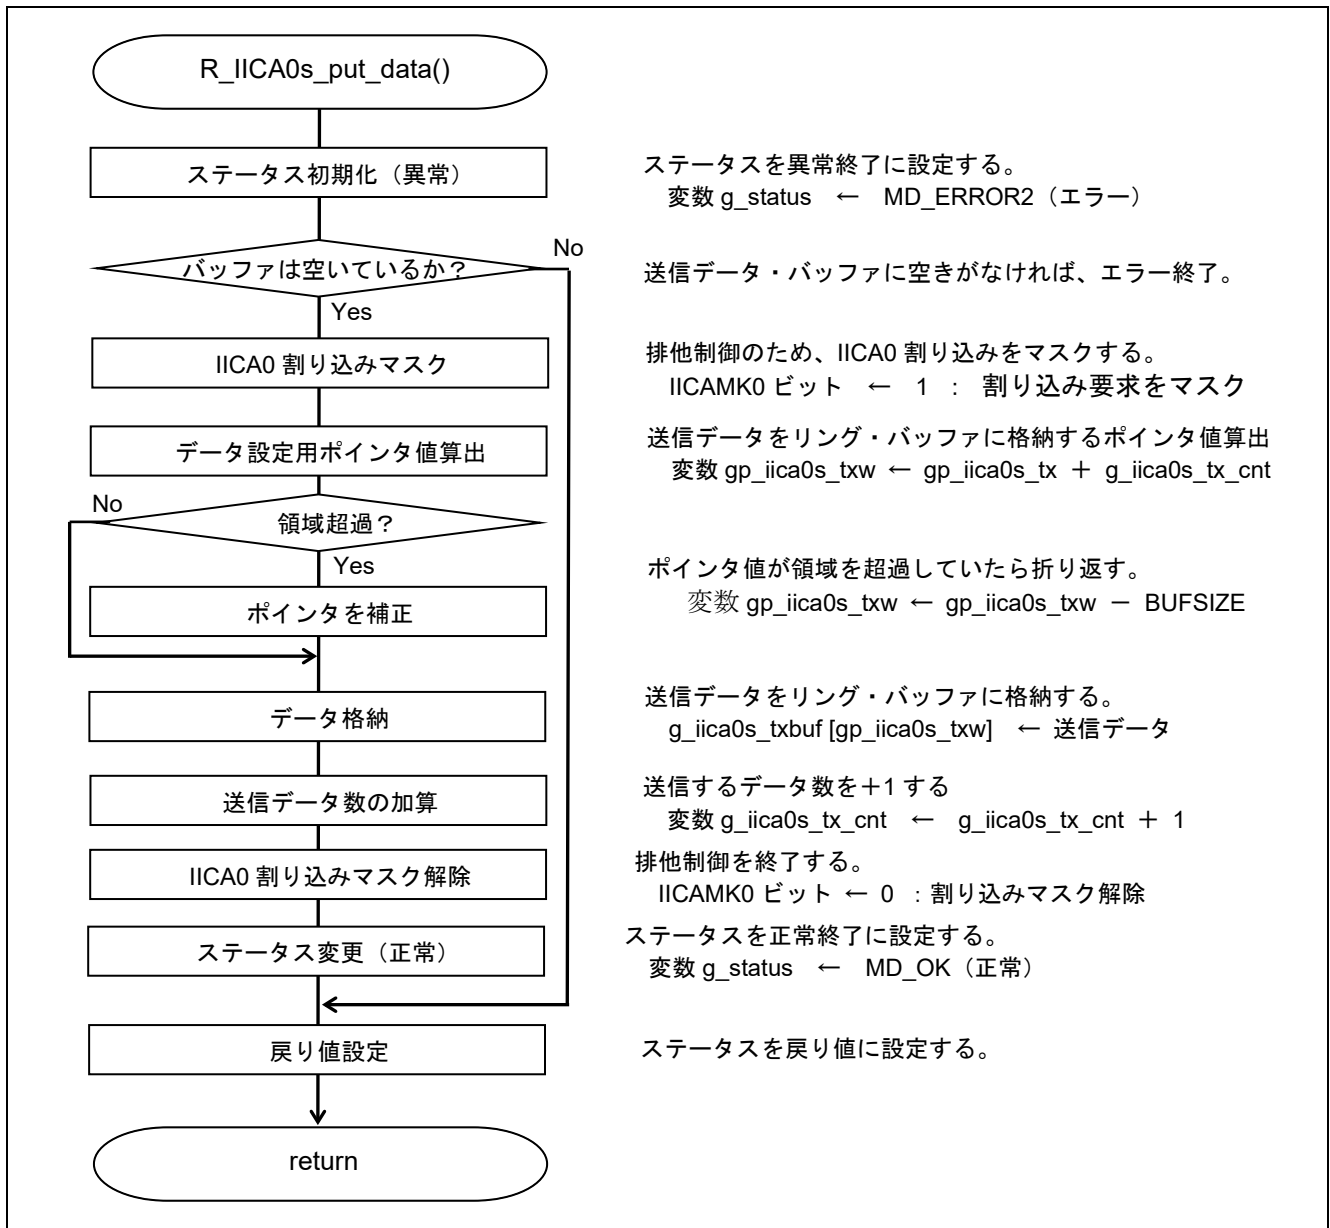 R_IICA0s_put_data()
ステータス初期化（異常）
ステータスを異常終了に設定する。
変数 g_status ← MD_ERROR2（エラー）
No
バッファは空いているか？
送信データ・バッファに空きがなければ、エラー終了。
Yes
IICA0 割り込みマスク
排他制御のため、IICA0 割り込みをマスクする。
IICAMK0 ビット ← 1 ： 割り込み要求をマスク
データ設定用ポインタ値算出
送信データをリング・バッファに格納するポインタ値算出
変数 gp_iica0s_txw ← gp_iica0s_tx ＋ g_iica0s_tx_cnt
No
領域超過？
Yes
ポインタ値が領域を超過していたら折り返す。
ポインタを補正
変数 gp_iica0s_txw ← gp_iica0s_txw － BUFSIZE
データ格納
送信データをリング・バッファに格納する。
g_iica0s_txbuf [gp_iica0s_txw] ← 送信データ
送信データ数の加算
送信するデータ数を＋1 する
変数 g_iica0s_tx_cnt ← g_iica0s_tx_cnt ＋ 1
IICA0 割り込みマスク解除
排他制御を終了する。
IICAMK0 ビット ← 0 ：割り込みマスク解除
ステータス変更（正常）
ステータスを正常終了に設定する。
変数 g_status ← MD_OK（正常）
戻り値設定
ステータスを戻り値に設定する。
return